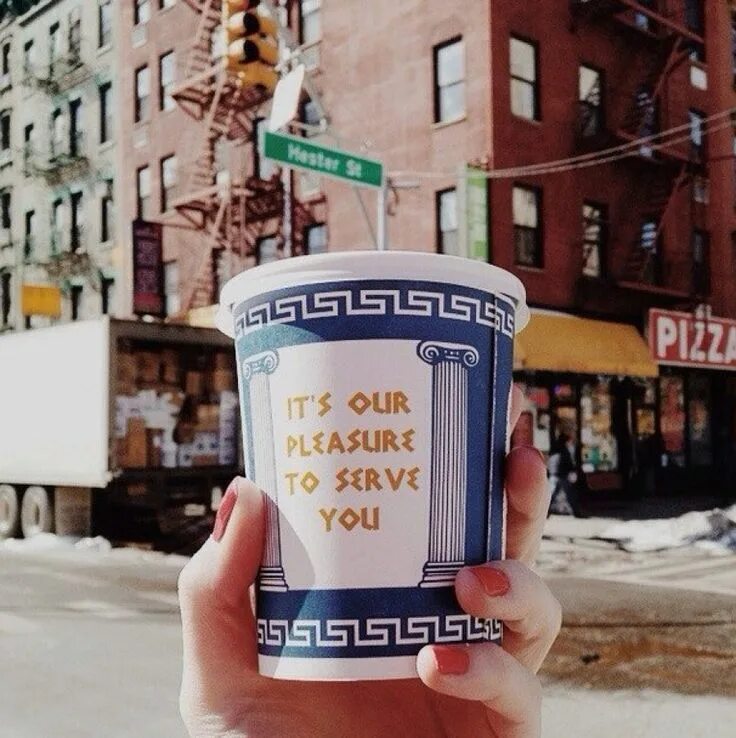 Hester St
PIZZA
IT'S OUR
PLEASURE
TO SERVE
YOU